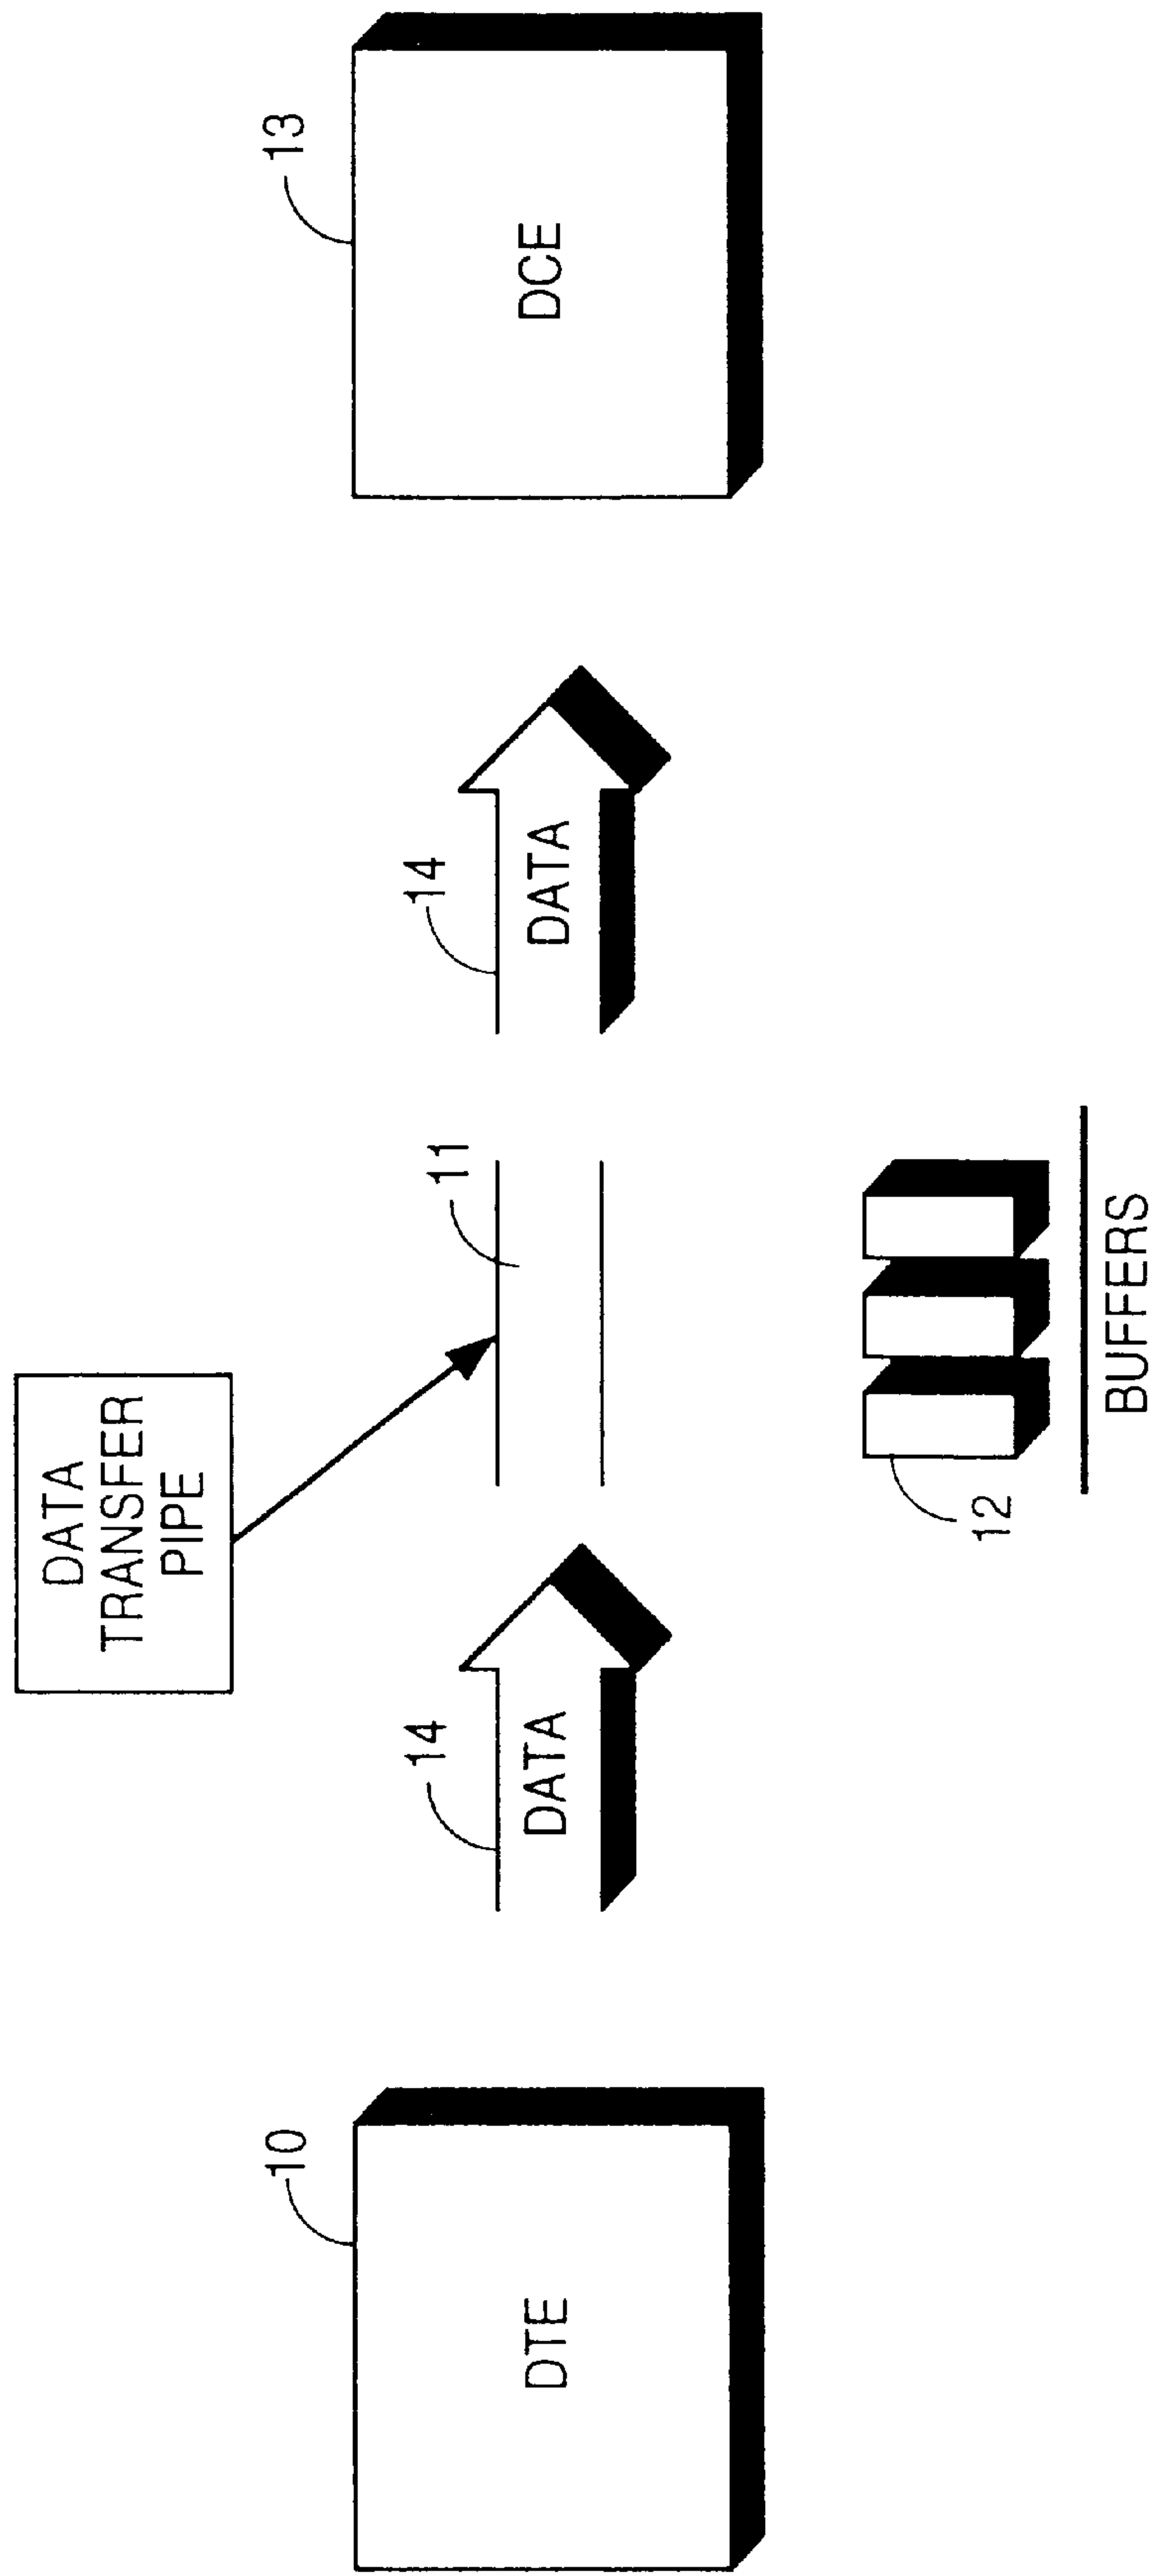 DATA
TRANSFER
PIPE
10
14
11
14
13
DTE
DATA
DATA
DCE
12
BUFFERS